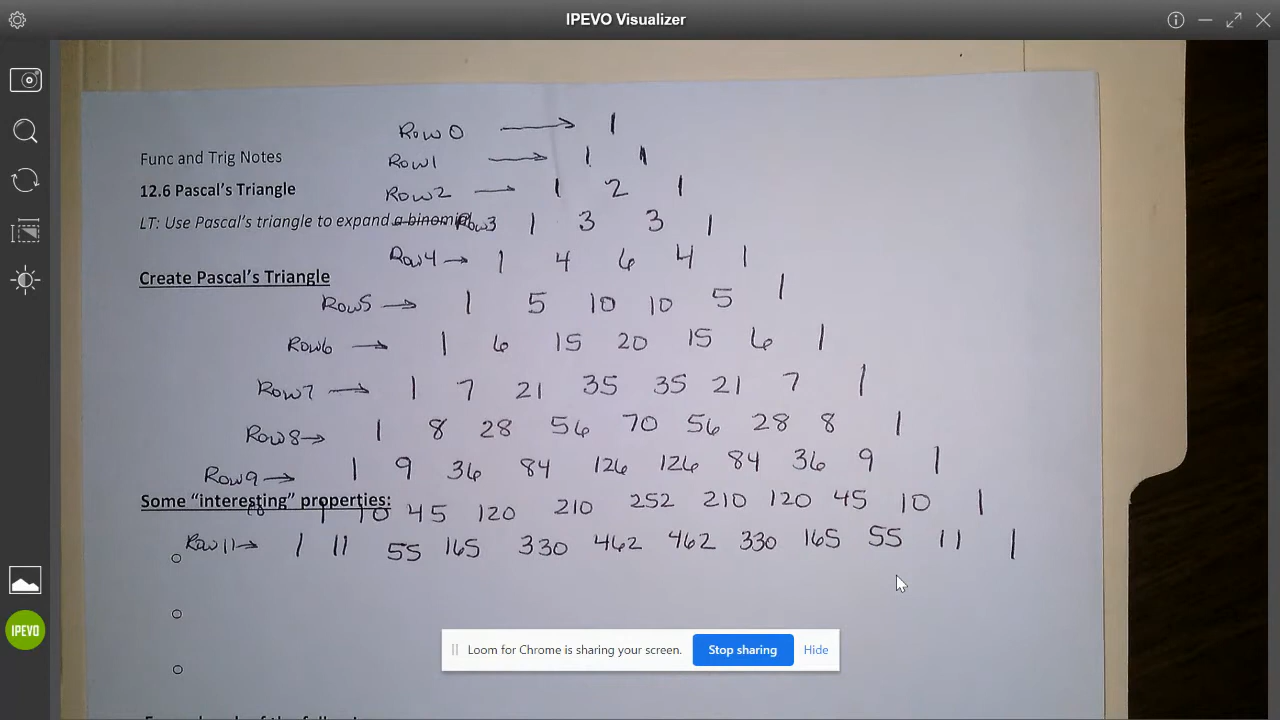 IPEVO Visualizer
Row 0 → 1
Func and Trig Notes
Row 1 → 1 1
12.6 Pascal's Triangle
Row 2 → 1 2 1
LT: Use Pascal's triangle to expand a binomial
Row 3 1 3 3 1
Row 4 → 1 4 6 4 1
Create Pascal's Triangle
Row 5 → 1 5 10 10 5 1
Row 6 → 1 6 15 20 15 6 1
Row 7 → 1 7 21 35 35 21 7 1
Row 8 → 1 8 28 56 70 56 28 8 1
Row 9 → 1 9 36 84 126 126 84 36 9 1
Some "interesting" properties:
1 10 45 120 210 252 210 120 45 10 1
Row 11 → 1 11 55 165 330 462 462 330 165 55 11 1
IPEVO
Loom for Chrome is sharing your screen.
Stop sharing
Hide